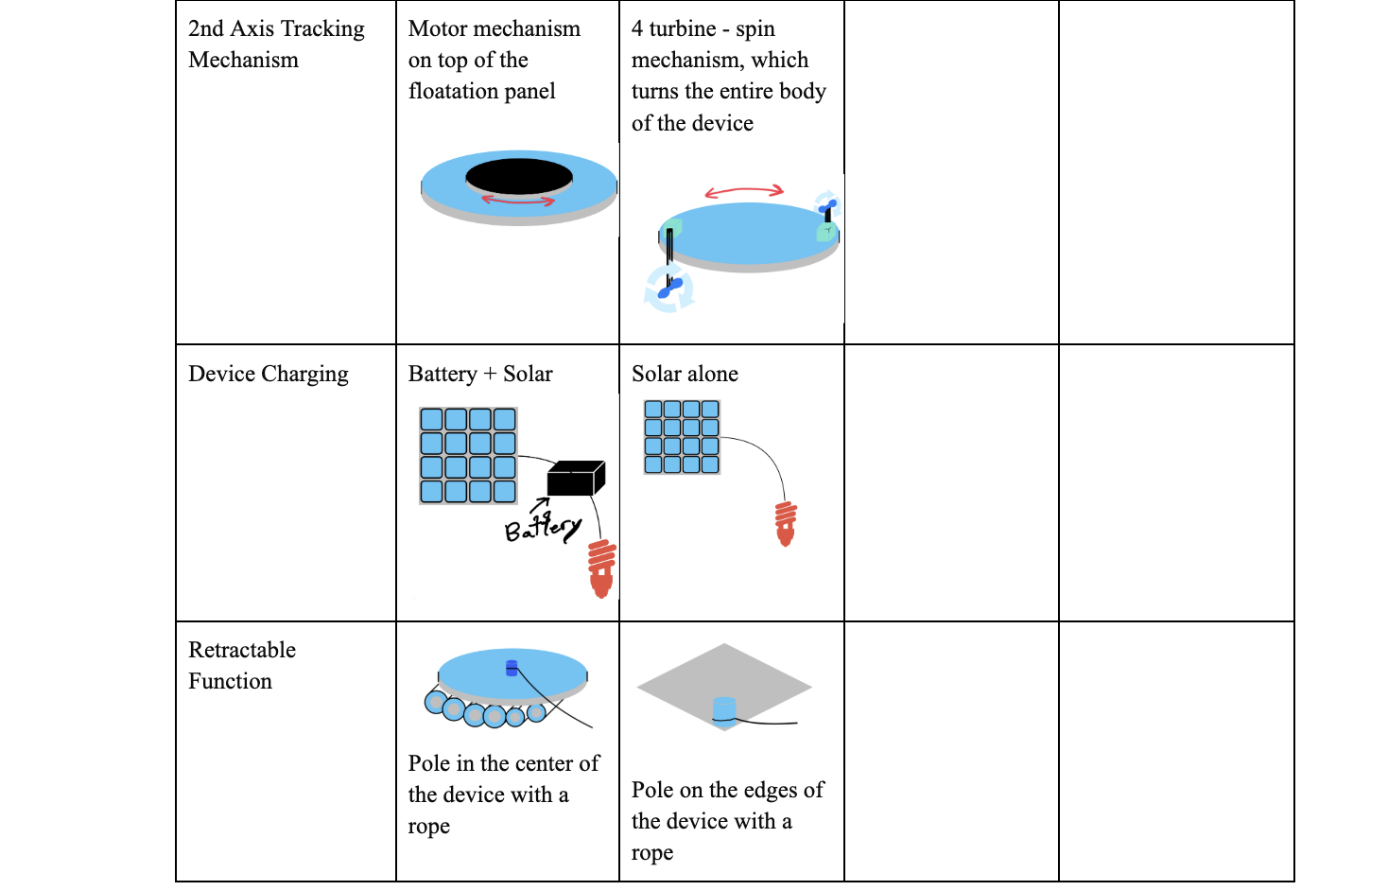 2nd Axis Tracking
Mechanism
Motor mechanism
on top of the
floatation panel
4 turbine - spin
mechanism, which
turns the entire body
of the device
Device Charging
Battery + Solar
Battery
Solar alone
Retractable
Function
Pole in the center of
the device with a
rope
Pole on the edges of
the device with a
rope